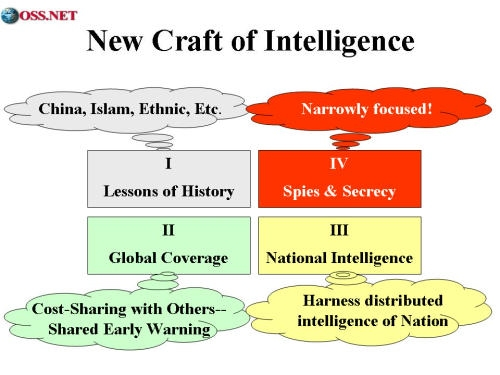 OSS.NET
New Craft of Intelligence
China, Islam, Ethnic, Etc.
Narrowly focused!
I
Lessons of History
IV
Spies & Secrecy
II
Global Coverage
III
National Intelligence
Cost-Sharing with Others--
Shared Early Warning
Harness distributed
intelligence of Nation